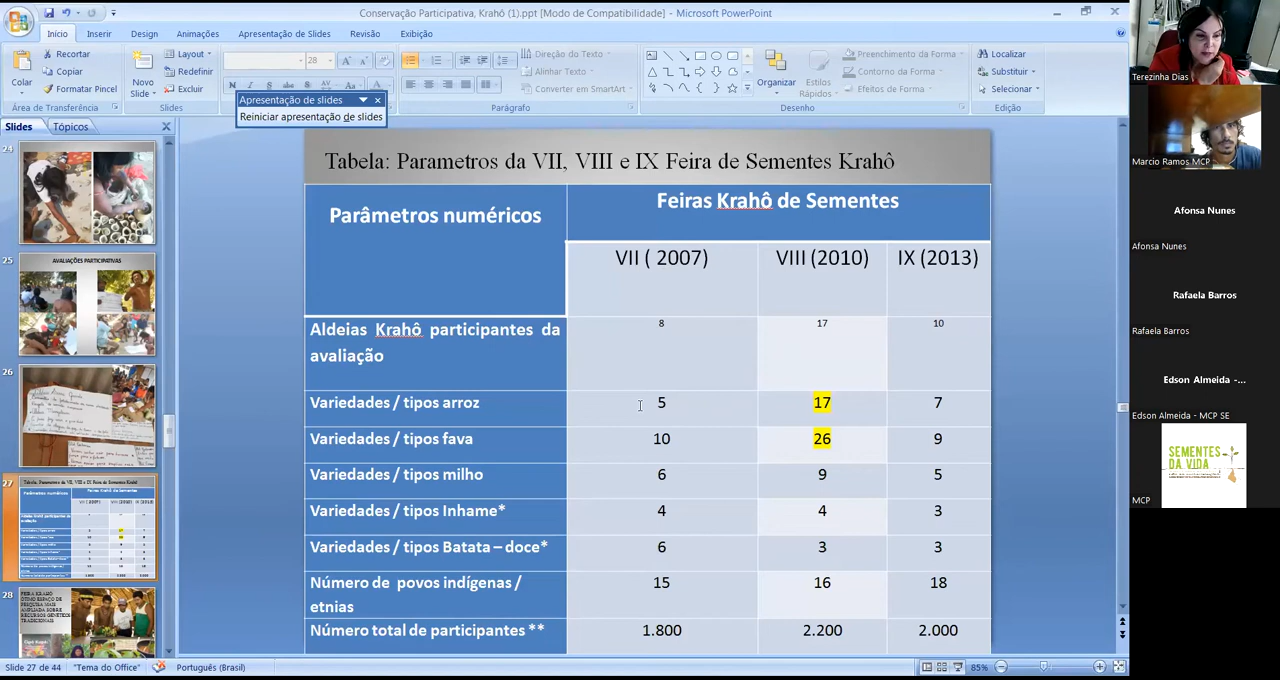 Conservação Participativa, Krahô (1).ppt [Modo de Compatibilidade] - Microsoft PowerPoint
Início Inserir Design Animações Apresentação de Slides Revisão Exibição
Colar
Recortar
Copiar
Formatar Pincel
Área de Transferência
Novo
Slide
Layout
Redefinir
Excluir
Slides
28
Direção do Texto
Alinhar Texto
Converter em SmartArt
Parágrafo
Organizar
Estilos
Rápidos
Preenchimento da Forma
Contorno da Forma
Efeitos de Forma
Desenho
Localizar
Substituir
Selecionar
Edição
Apresentação de slides
Reiniciar apresentação de slides
Slides Tópicos
24
25
AVALIAÇÕES PARTICIPATIVAS
26
27
28
Tabela: Parametros da VII, VIII e IX Feira de Sementes Krahô
Parâmetros numéricos
Feiras Krahô de Sementes
VII ( 2007) VIII (2010) IX (2013)
Aldeias Krahô participantes da
avaliação
8 17 10
Variedades / tipos arroz 5 17 7
Variedades / tipos fava 10 26 9
Variedades / tipos milho 6 9 5
Variedades / tipos Inhame* 4 4 3
Variedades / tipos Batata – doce* 6 3 3
Número de povos indígenas /
etnias
15 16 18
Número total de participantes ** 1.800 2.200 2.000
Slide 27 de 44 "Tema do Office" Português (Brasil) 85%
Terezinha Dias
Marcio Ramos MCP
Afonsa Nunes
Afonsa Nunes
Rafaela Barros
Rafaela Barros
Edson Almeida -...
Edson Almeida - MCP SE
SEMENTES
DA VIDA
MCP